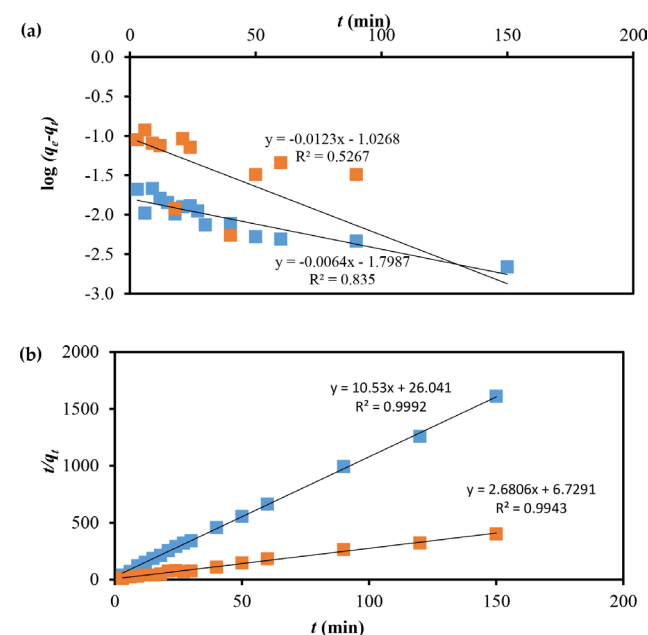 (a)
t (min)
0 50 100 150 200
0.0
-0.5
-1.0
-1.5
-2.0
-2.5
-3.0
log (qe-qt)
y = -0.0123x - 1.0268
R² = 0.5267
y = -0.0064x - 1.7987
R² = 0.835
(b)
2000
1500
1000
500
0
t/qt
y = 10.53x + 26.041
R² = 0.9992
y = 2.6806x + 6.7291
R² = 0.9943
0 50 100 150 200
t (min)